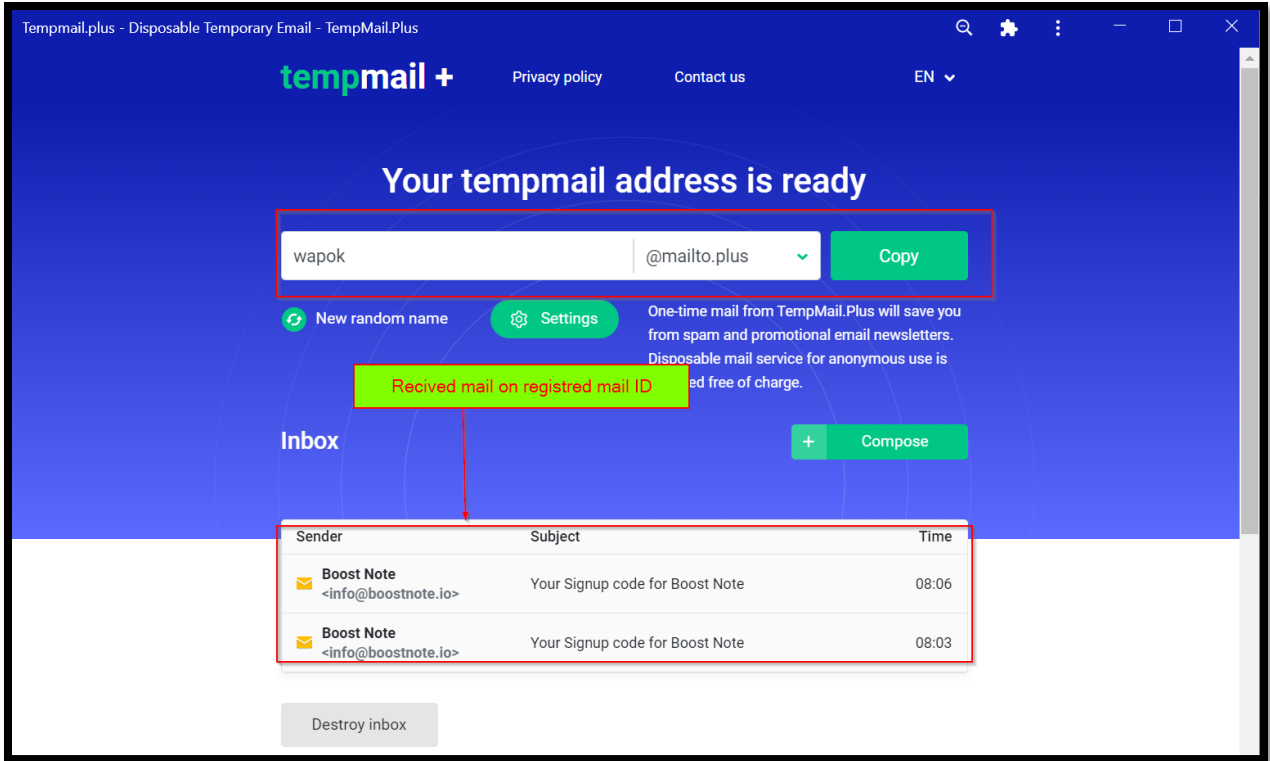 Tempmail.plus - Disposable Temporary Email - TempMail.Plus
tempmail +
Privacy policy
Contact us
EN
Your tempmail address is ready
wapok
@mailto.plus
Copy
New random name
Settings
One-time mail from TempMail.Plus will save you
from spam and promotional email newsletters.
Disposable mail service for anonymous use is
ed free of charge.
Recived mail on registred mail ID
Inbox
+ Compose
Sender Subject Time
Boost Note
<info@boostnote.io>
Your Signup code for Boost Note
08:06
Boost Note
<info@boostnote.io>
Your Signup code for Boost Note
08:03
Destroy inbox